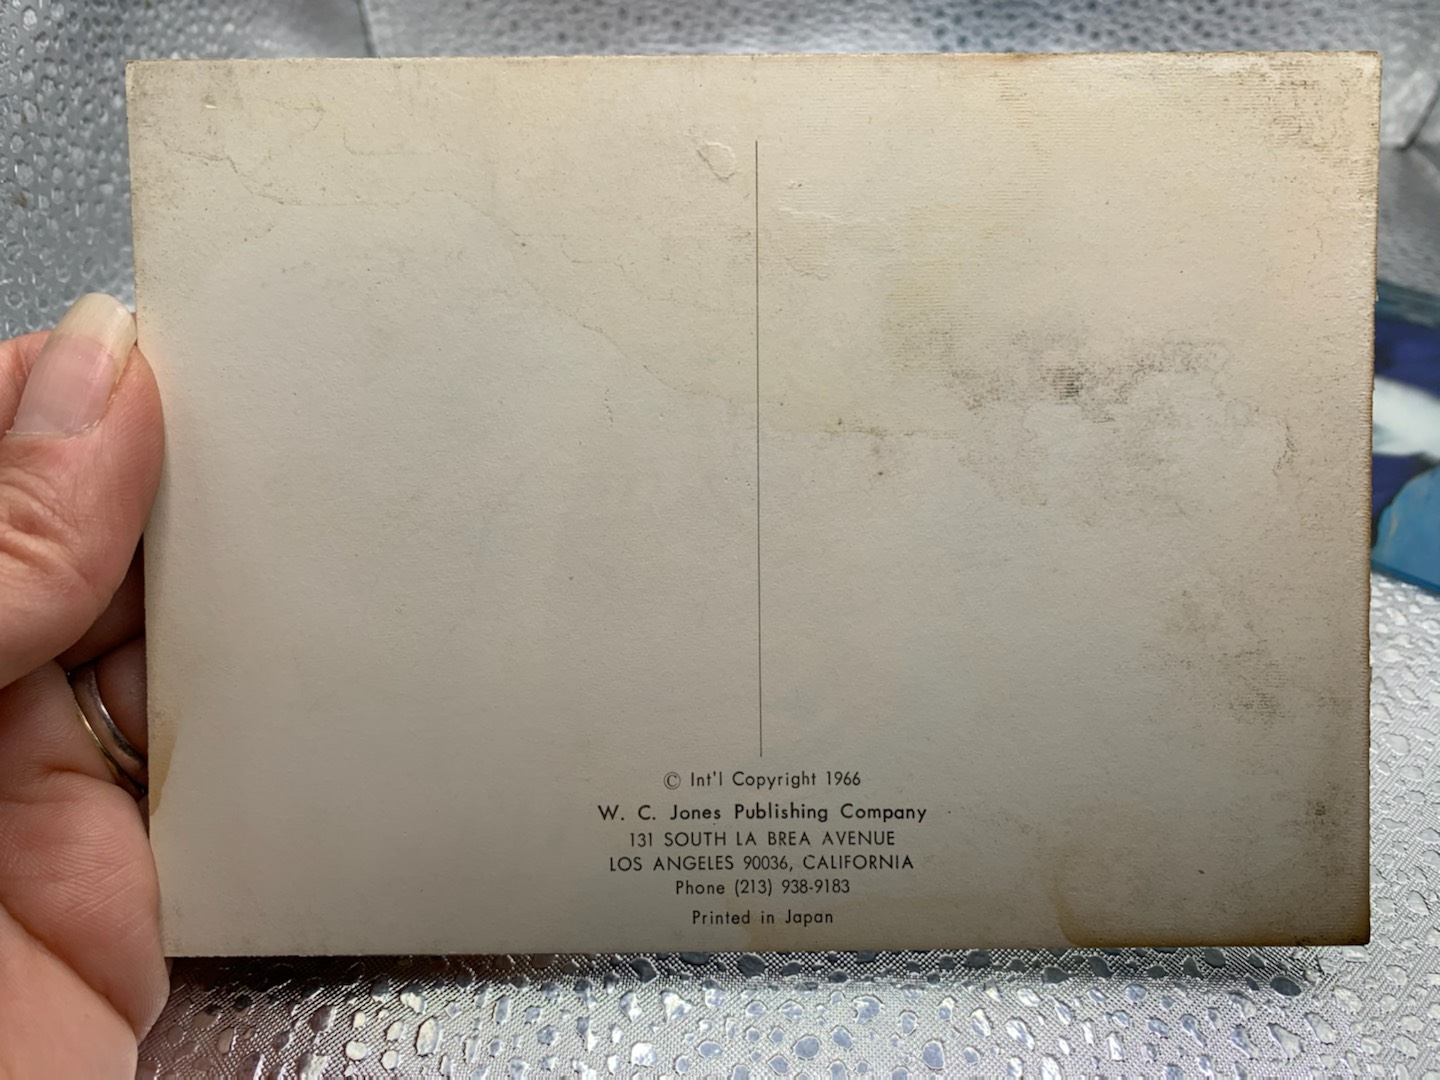 © Int'l Copyright 1966
W. C. Jones Publishing Company
131 SOUTH LA BREA AVENUE
LOS ANGELES 90036, CALIFORNIA
Phone (213) 938-9183
Printed in Japan